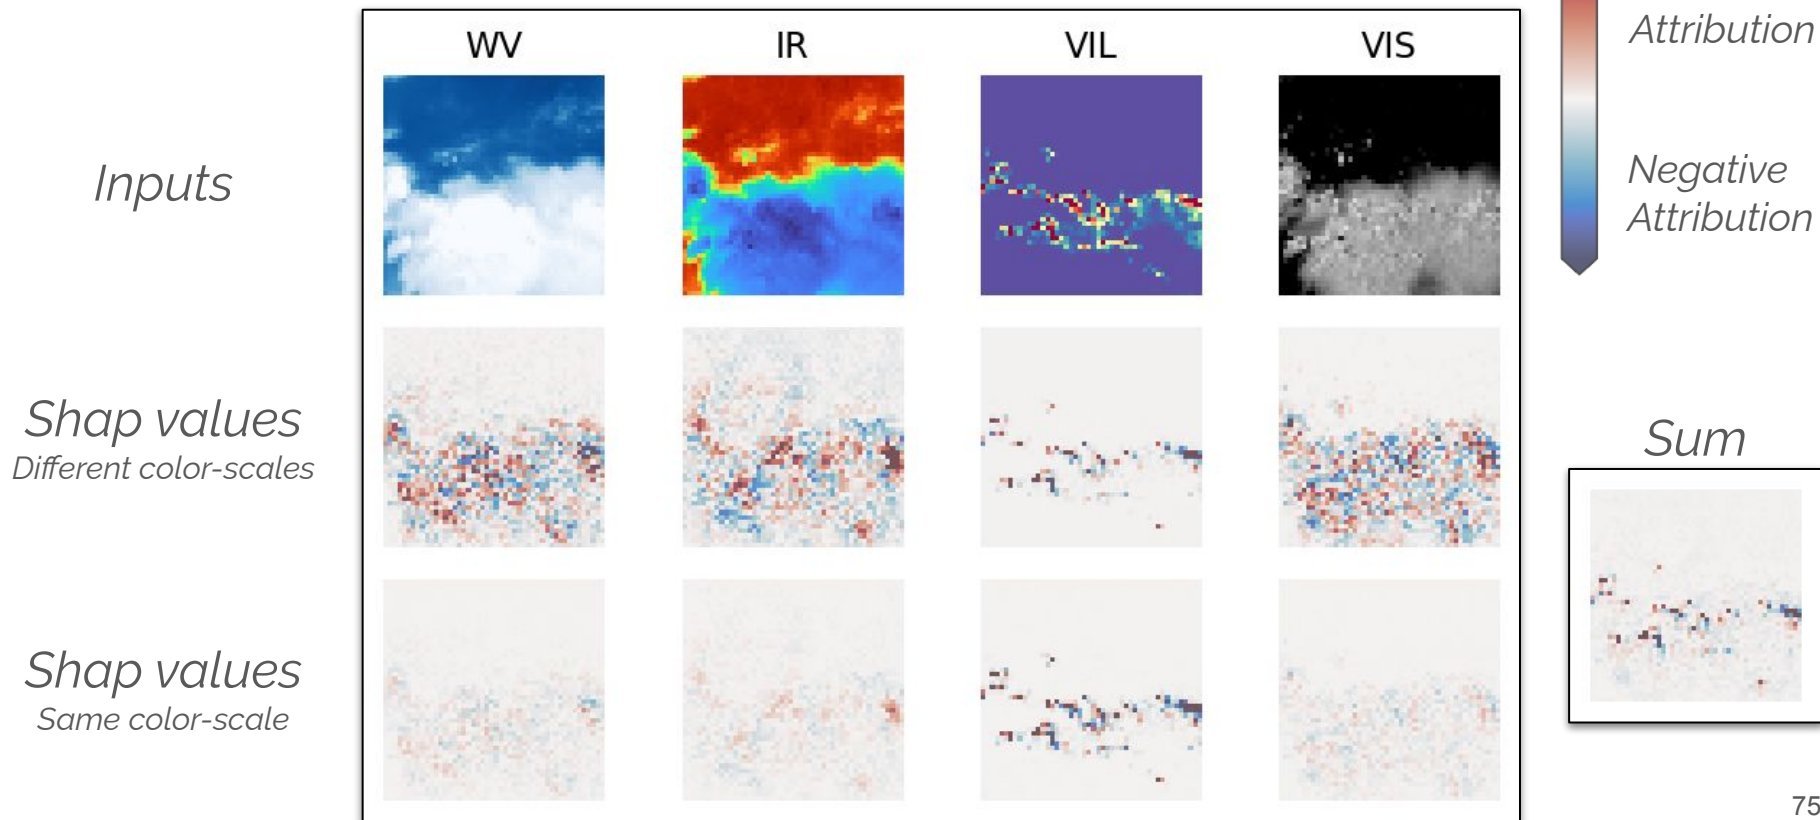 WV IR VIL VIS
Attribution
Negative
Attribution
Inputs
Shap values
Different color-scales
Sum
Shap values
Same color-scale
75